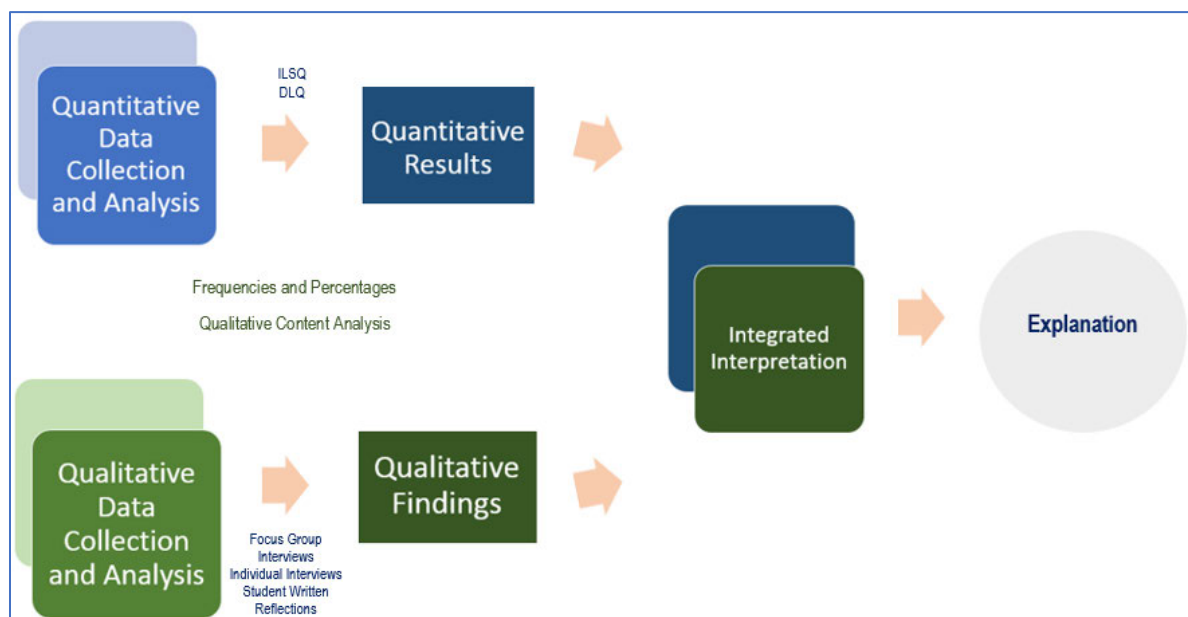 Quantitative
Data
Collection
and Analysis
ILSQ
DLQ
Quantitative
Results
Frequencies and Percentages
Qualitative Content Analysis
Integrated
Interpretation
Explanation
Qualitative
Data
Collection
and Analysis
Focus Group
Interviews
Individual Interviews
Student Written
Reflections
Qualitative
Findings